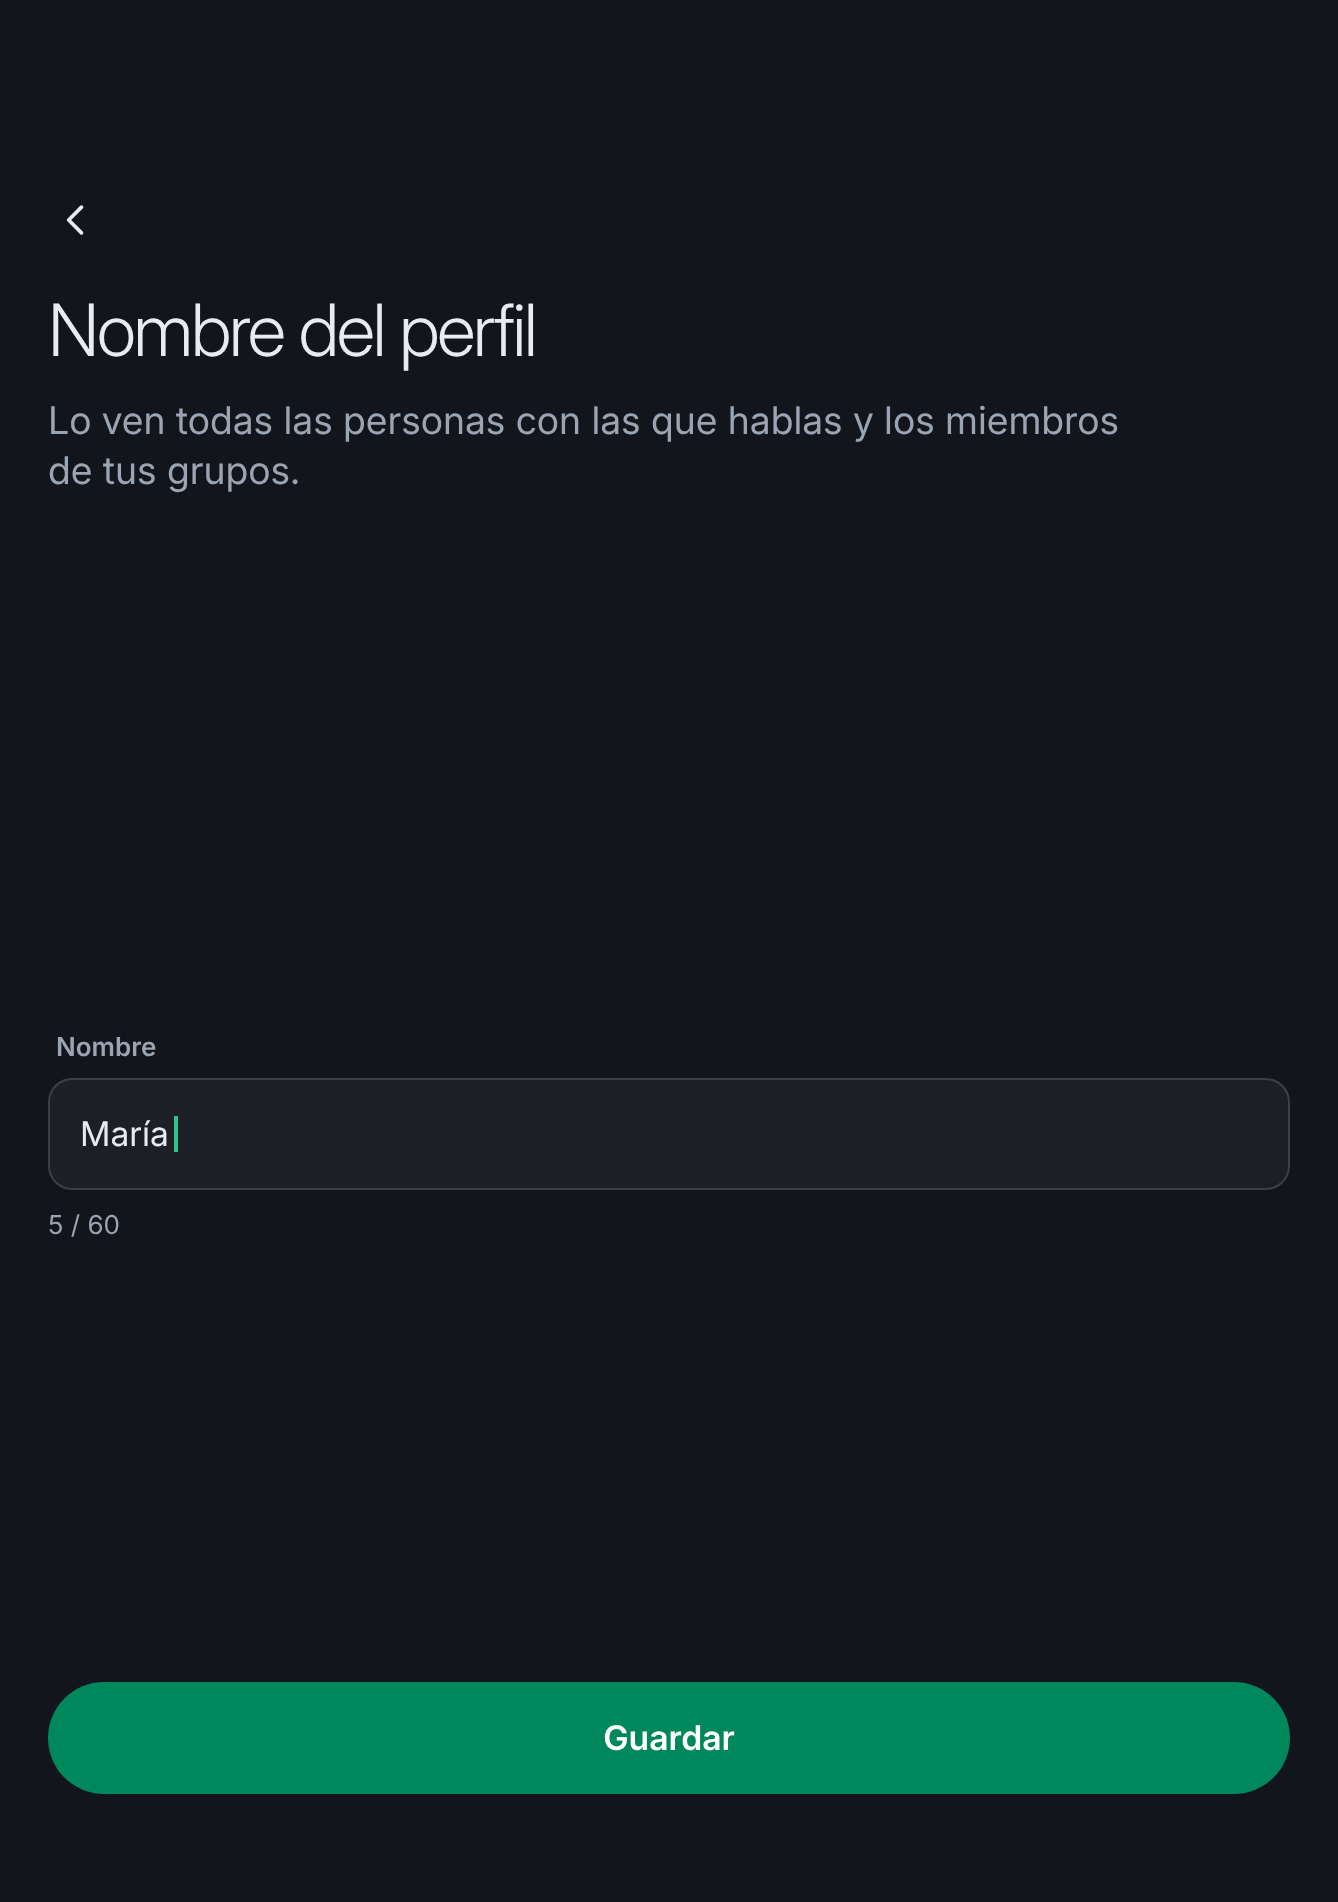 Nombre del perfil
Lo ven todas las personas con las que hablas y los miembros
de tus grupos.
Nombre
María
5 / 60
Guardar